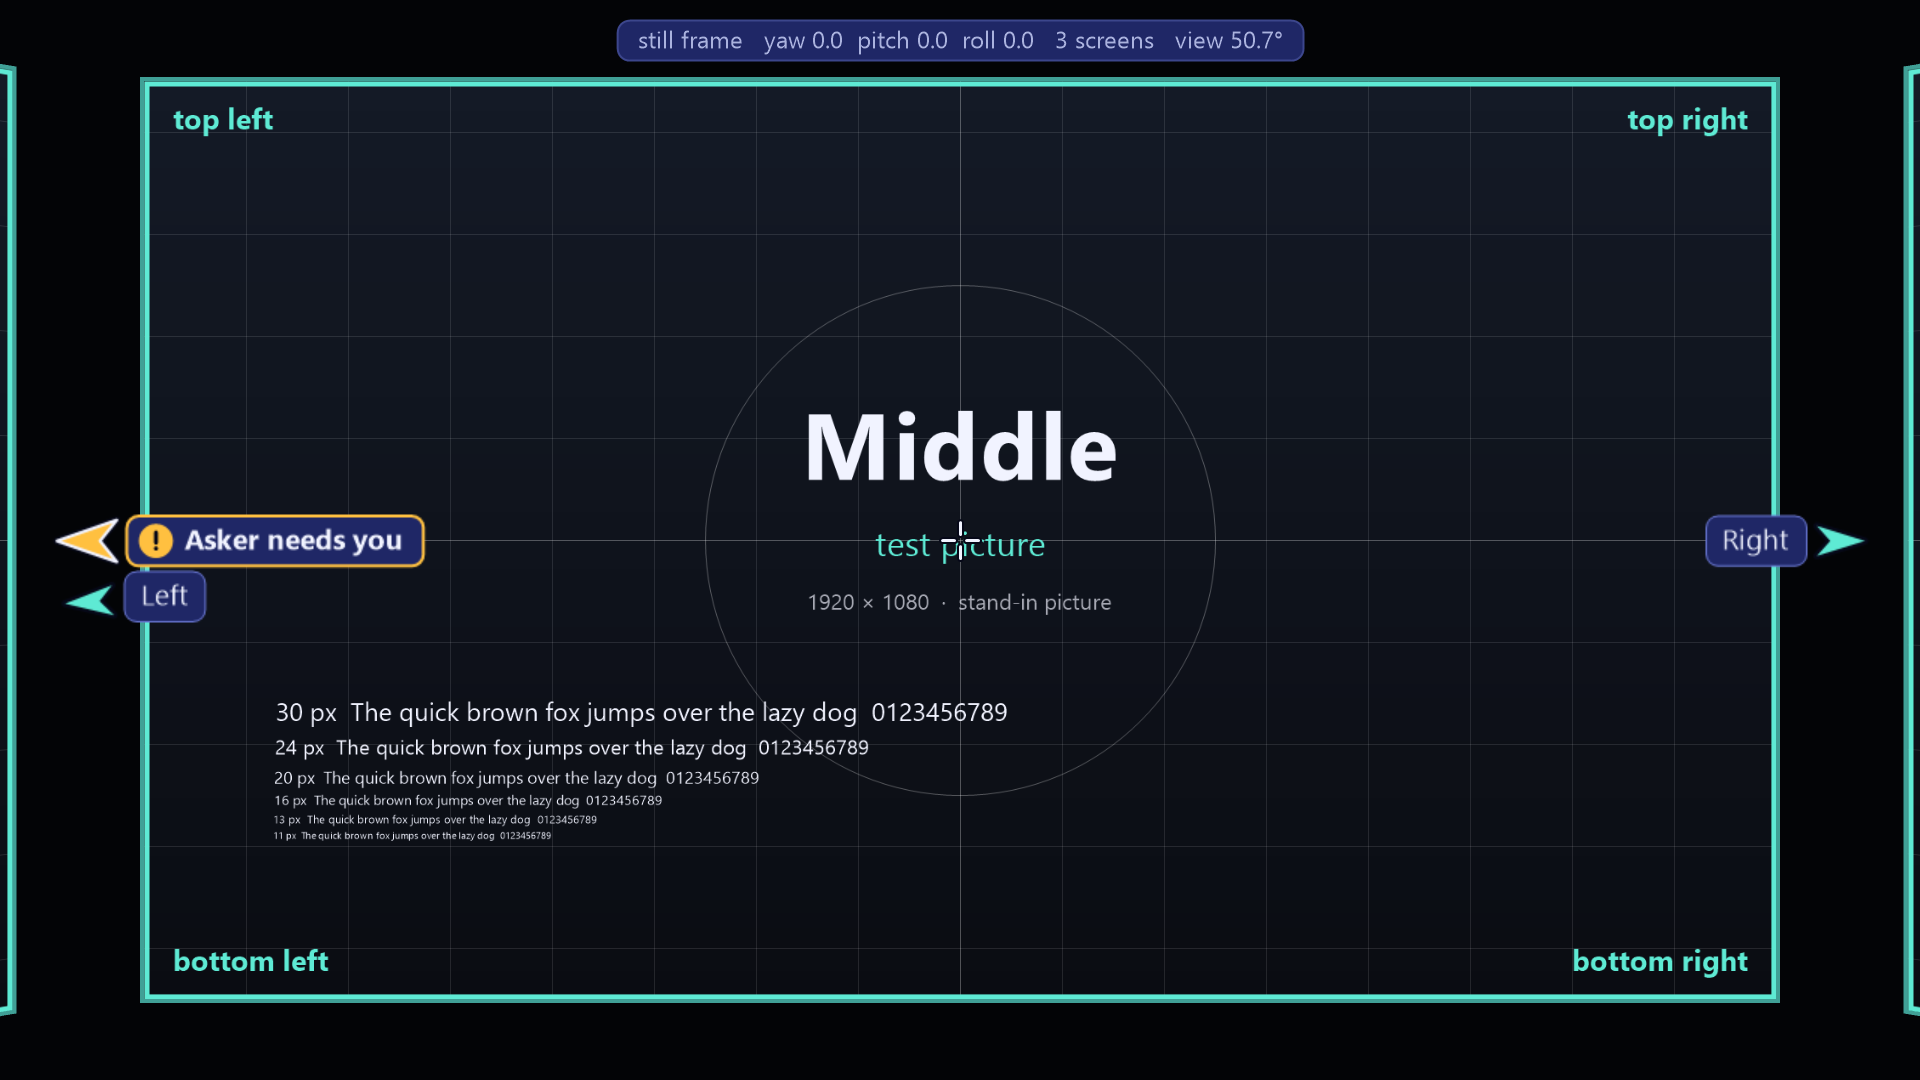 still frame yaw 0.0 pitch 0.0 roll 0.0 3 screens view 50.7°
top left
top right
Middle
test picture
! Asker needs you
Right
Left
1920 × 1080 · stand-in picture
30 px The quick brown fox jumps over the lazy dog 0123456789
24 px The quick brown fox jumps over the lazy dog 0123456789
20 px The quick brown fox jumps over the lazy dog 0123456789
16 px The quick brown fox jumps over the lazy dog 0123456789
13 px The quick brown fox jumps over the lazy dog 0123456789
11 px The quick brown fox jumps over the lazy dog 0123456789
bottom left
bottom right